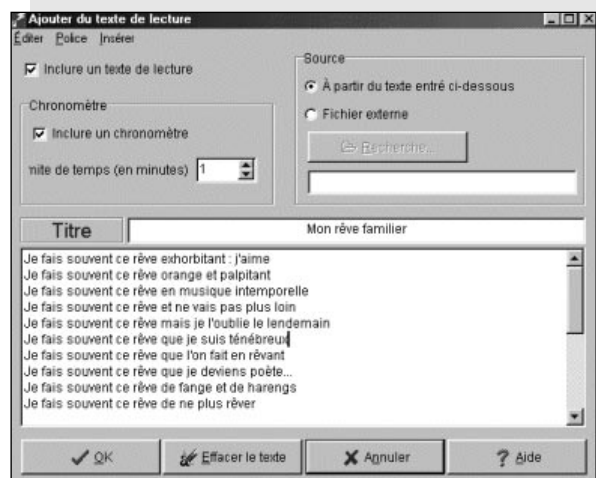 Ajouter du texte de lecture
Éditer Police Insérer
Inclure un texte de lecture
Source
À partir du texte entré ci-dessous
Chronomètre
Fichier externe
Inclure un chronomètre
Recherche...
mite de temps (en minutes) 1
Titre Mon rêve familier
Je fais souvent ce rêve exhorbitant : j'aime
Je fais souvent ce rêve orange et palpitant
Je fais souvent ce rêve en musique intemporelle
Je fais souvent ce rêve et ne vais pas plus loin
Je fais souvent ce rêve mais je l'oublie le lendemain
Je fais souvent ce rêve que je suis ténébreux
Je fais souvent ce rêve que l'on fait en rêvant
Je fais souvent ce rêve que je deviens poète...
Je fais souvent ce rêve de fange et de harengs
Je fais souvent ce rêve de ne plus rêver
OK Effacer le texte Annuler Aide